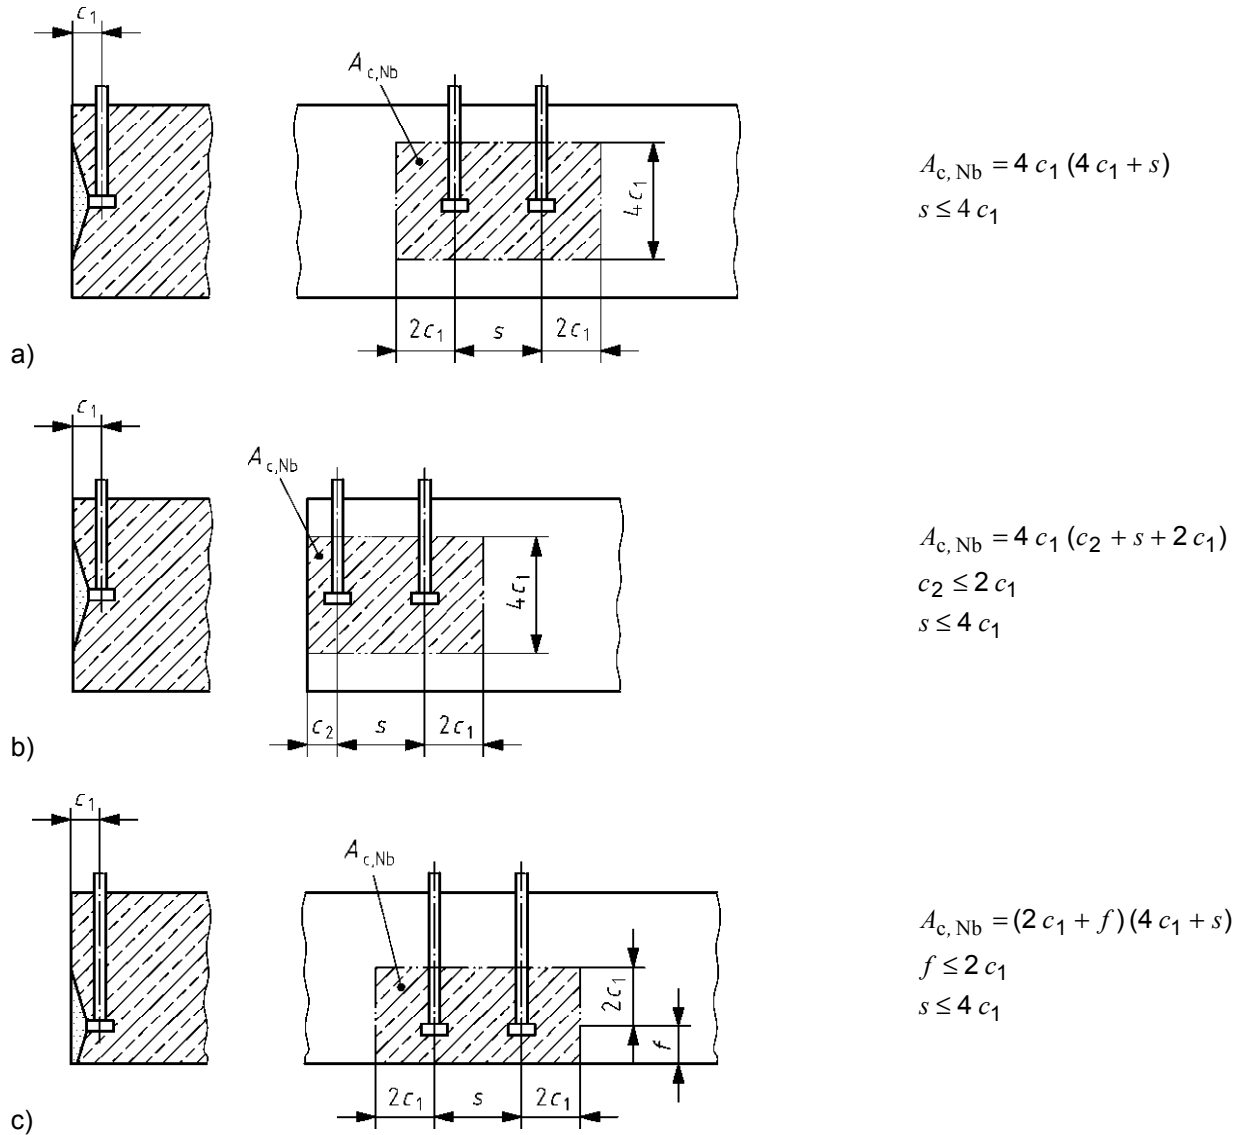 c1
Ac,Nb
Ac, Nb = 4 c1 (4 c1 + s)
s ≤ 4 c1
4c1
2c1 s 2c1
a)
c1
Ac,Nb
Ac, Nb = 4 c1 (c2 + s + 2 c1)
c2 ≤ 2 c1
s ≤ 4 c1
4c1
c2 s 2c1
b)
c1
Ac,Nb
Ac, Nb = (2 c1 + f) (4 c1 + s)
f ≤ 2 c1
s ≤ 4 c1
2c1
f
2c1 s 2c1
c)